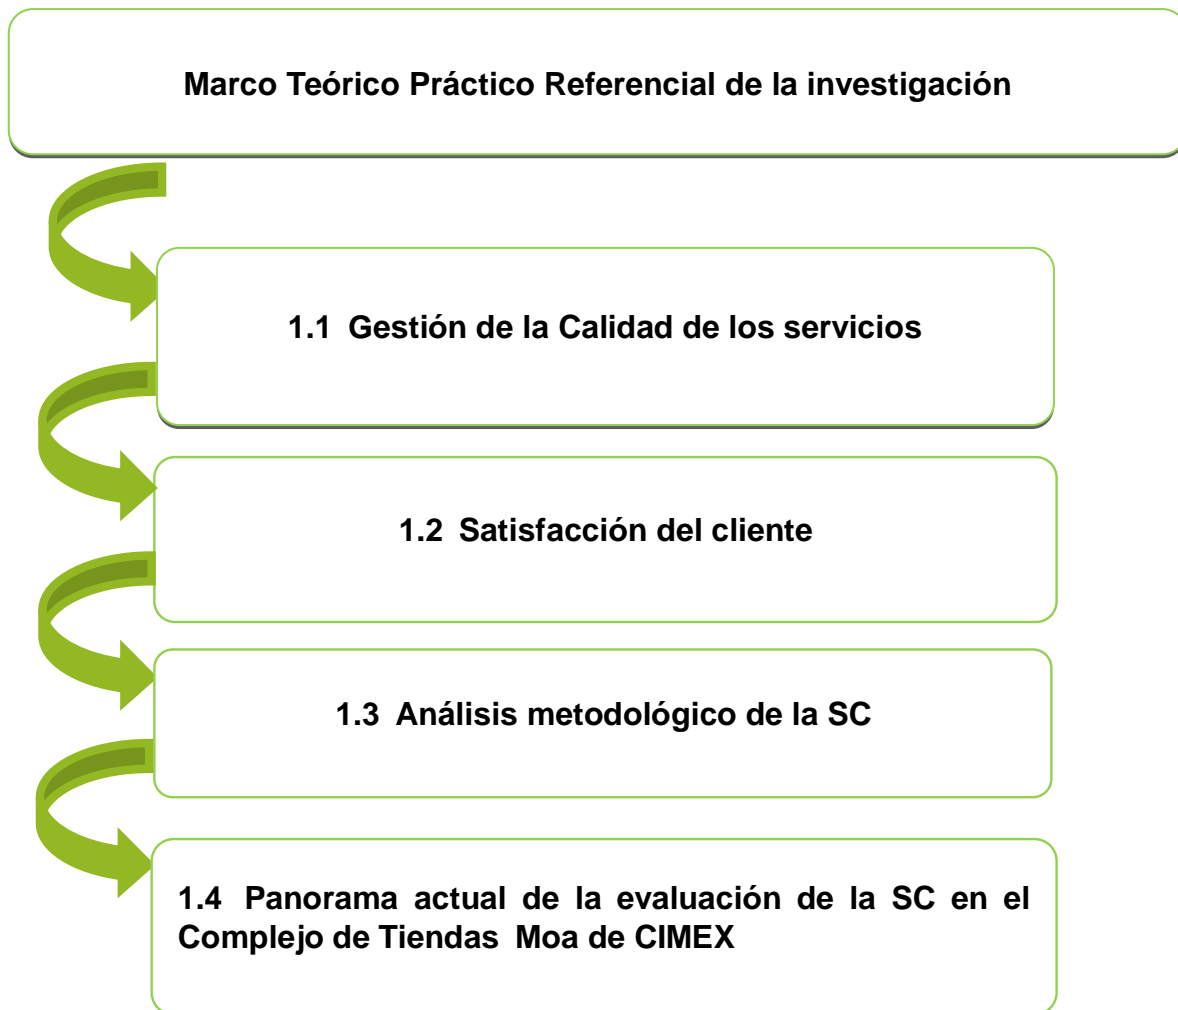 Marco Teórico Práctico Referencial de la investigación
1.1 Gestión de la Calidad de los servicios
1.2 Satisfacción del cliente
1.3 Análisis metodológico de la SC
1.4 Panorama actual de la evaluación de la SC en el
Complejo de Tiendas Moa de CIMEX